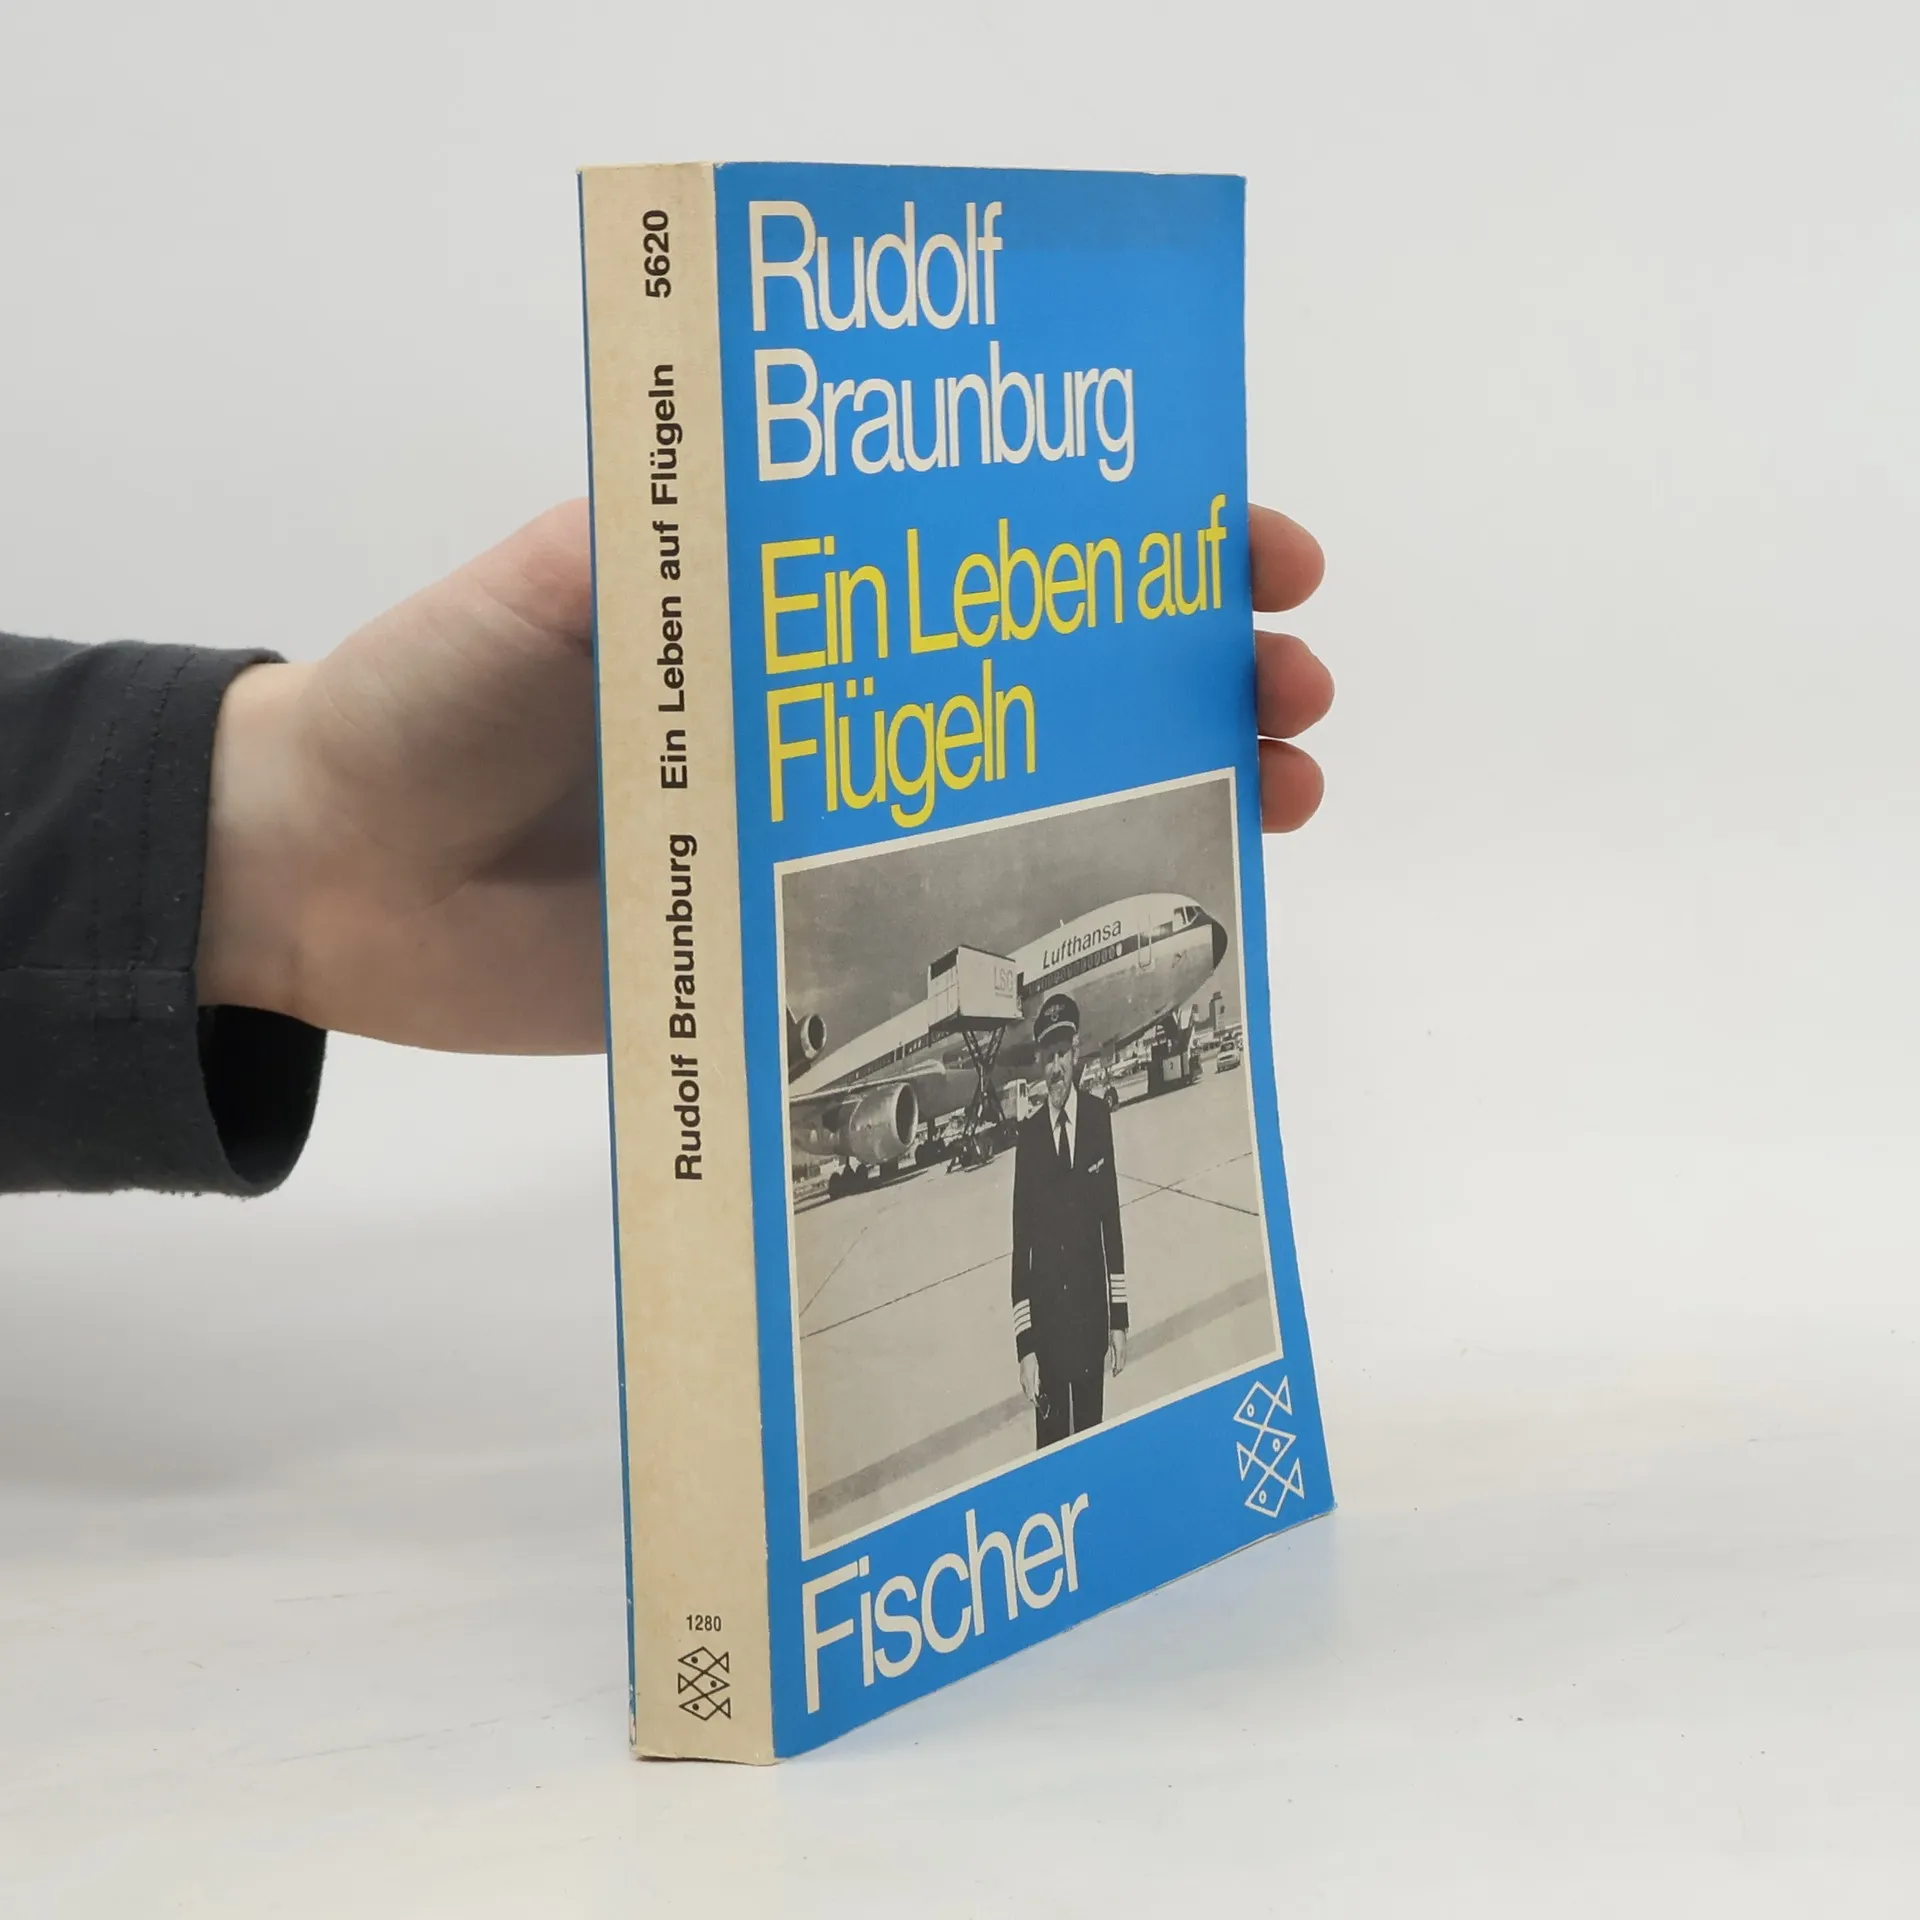 5620
Rudolf Braunburg Ein Leben auf Flügeln
1280
Rudolf
Braunburg
Ein Leben auf
Flügeln
Lufthansa
LSG
Fischer